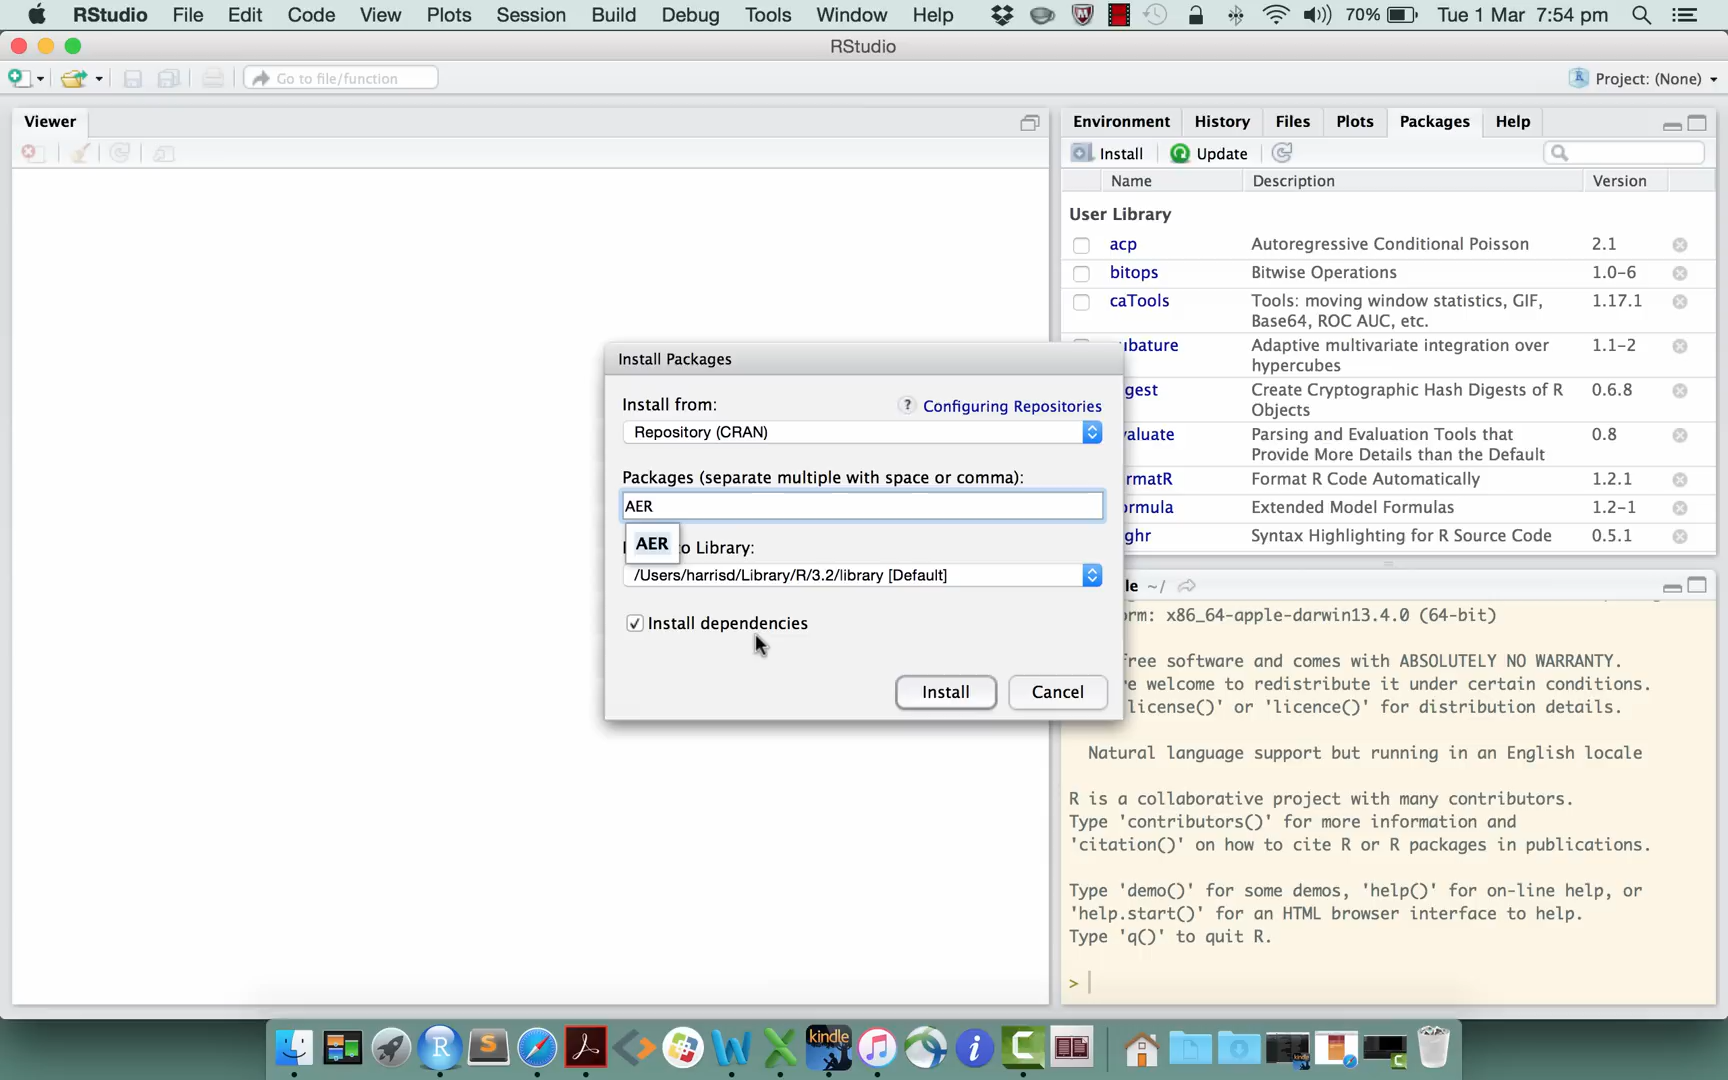 RStudio File Edit Code View Plots Session Build Debug Tools Window Help 70% Tue 1 Mar 7:54 pm
RStudio
Go to file/function
Project: (None)
Viewer
Environment History Files Plots Packages Help
Install Update
Name Description Version
User Library
acp Autoregressive Conditional Poisson 2.1
bitops Bitwise Operations 1.0-6
caTools Tools: moving window statistics, GIF, 1.17.1
Base64, ROC AUC, etc.
ubature Adaptive multivariate integration over 1.1-2
hypercubes
gest Create Cryptographic Hash Digests of R 0.6.8
Objects
valuate Parsing and Evaluation Tools that 0.8
Provide More Details than the Default
rmatR Format R Code Automatically 1.2.1
ormula Extended Model Formulas 1.2-1
ghr Syntax Highlighting for R Source Code 0.5.1
Install Packages
Install from: ? Configuring Repositories
Repository (CRAN)
Packages (separate multiple with space or comma):
AER
AER
o Library:
/Users/harrisd/Library/R/3.2/library [Default]
Install dependencies
Install Cancel
le ~/
rm: x86_64-apple-darwin13.4.0 (64-bit)
free software and comes with ABSOLUTELY NO WARRANTY.
e welcome to redistribute it under certain conditions.
license()' or 'licence()' for distribution details.
Natural language support but running in an English locale
R is a collaborative project with many contributors.
Type 'contributors()' for more information and
'citation()' on how to cite R or R packages in publications.
Type 'demo()' for some demos, 'help()' for on-line help, or
'help.start()' for an HTML browser interface to help.
Type 'q()' to quit R.
>
kindle